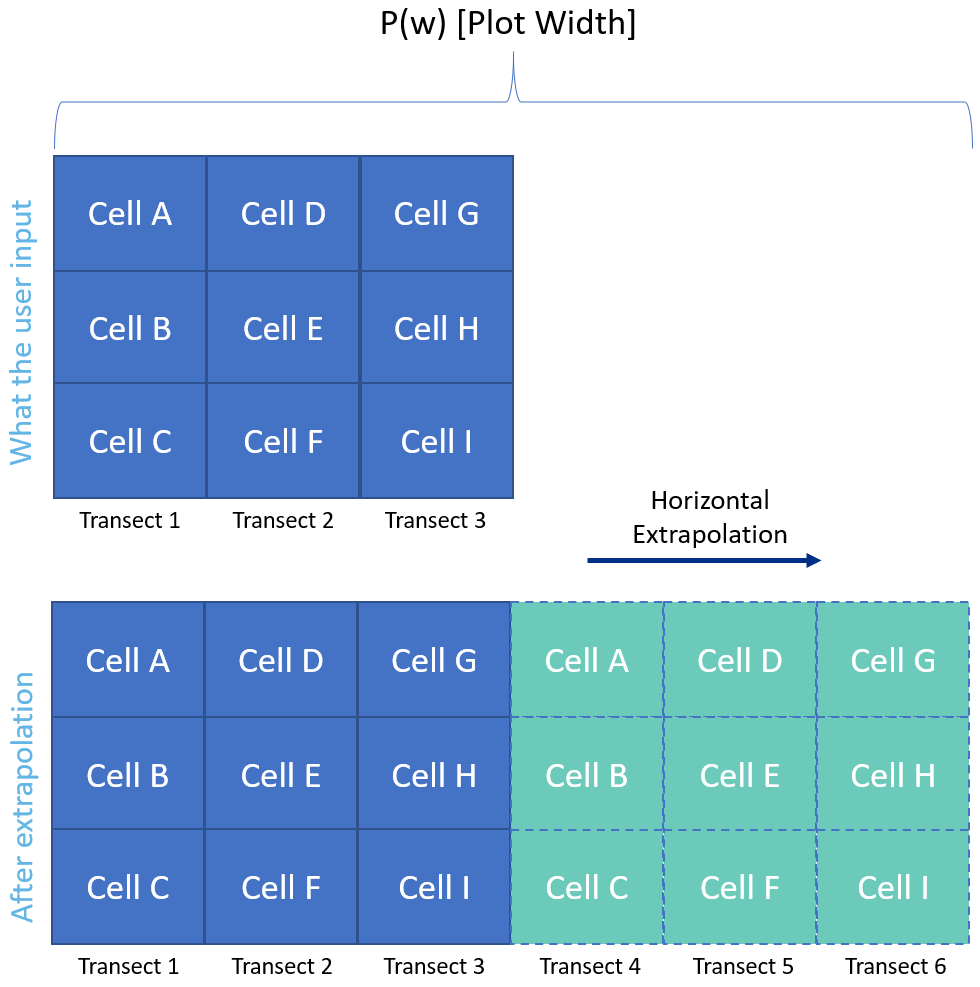 P(w) [Plot Width]
What the user input
Cell A
Cell D
Cell G
Cell B
Cell E
Cell H
Cell C
Cell F
Cell I
Transect 1
Transect 2
Transect 3
Horizontal
Extrapolation
After extrapolation
Cell A
Cell D
Cell G
Cell A
Cell D
Cell G
Cell B
Cell E
Cell H
Cell B
Cell E
Cell H
Cell C
Cell F
Cell I
Cell C
Cell F
Cell I
Transect 1
Transect 2
Transect 3
Transect 4
Transect 5
Transect 6